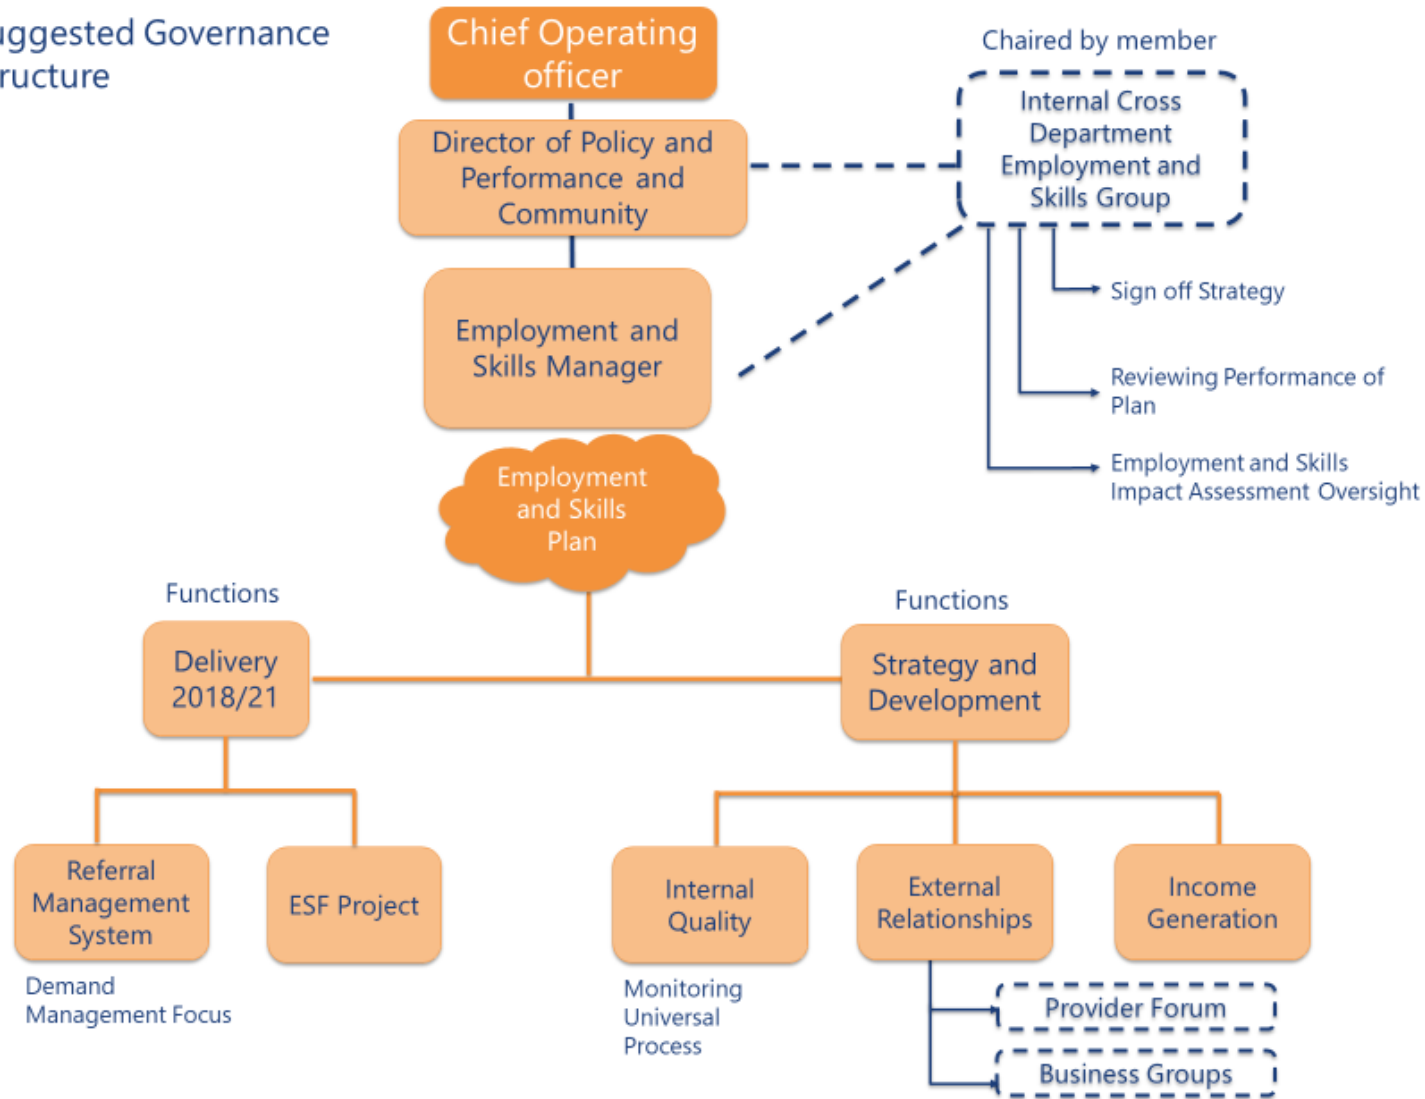 uggested Governance
ructure
Chief Operating
officer
Chaired by member
Internal Cross
Department
Employment and
Skills Group
Director of Policy and
Performance and
Community
Employment and
Skills Manager
Sign off Strategy
Reviewing Performance of
Plan
Employment and Skills
Impact Assessment Oversight
Employment
and Skills
Plan
Functions
Delivery
2018/21
Functions
Strategy and
Development
Referral
Management
System
Demand
Management Focus
ESF Project
Internal
Quality
Monitoring
Universal
Process
External
Relationships
Income
Generation
Provider Forum
Business Groups